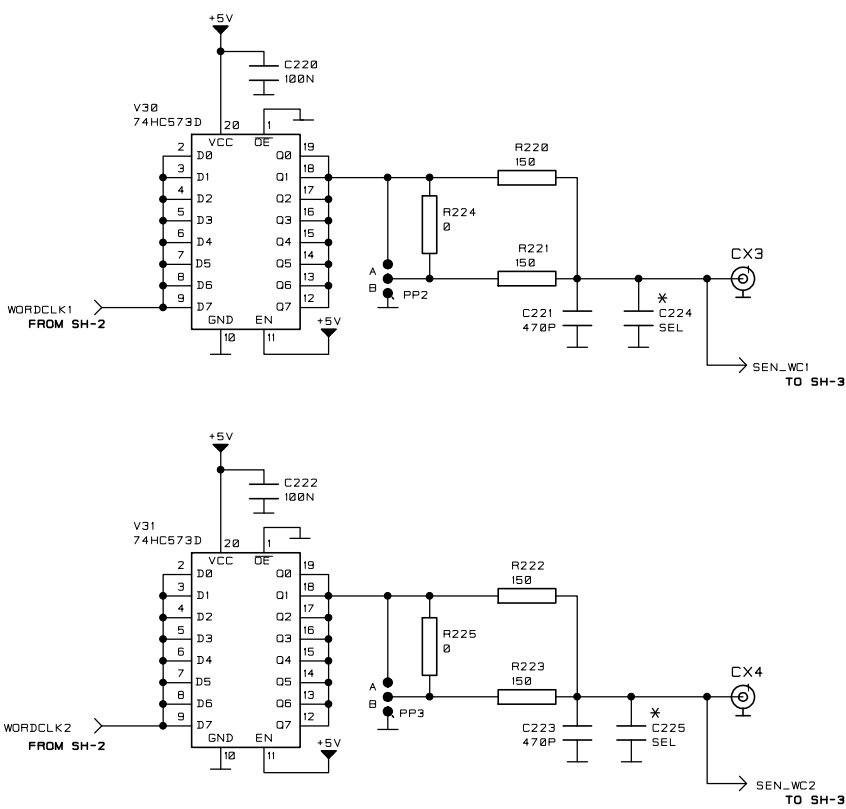 +5V
C220
100N
V30
74HC573D
20
1
VCC
OE
2
D0
Q0
19
3
D1
Q1
18
4
D2
Q2
17
5
D3
Q3
16
6
D4
Q4
15
7
D5
Q5
14
8
D6
Q6
13
9
D7
Q7
12
GND
EN
10
11
+5V
WORDCLK1
FROM SH-2
R220
150
R224
0
R221
150
A
B
PP2
CX3
C221
470P
*
C224
SEL
SEN_WC1
TO SH-3
+5V
C222
100N
V31
74HC573D
20
1
VCC
OE
2
D0
Q0
19
3
D1
Q1
18
4
D2
Q2
17
5
D3
Q3
16
6
D4
Q4
15
7
D5
Q5
14
8
D6
Q6
13
9
D7
Q7
12
GND
EN
10
11
+5V
WORDCLK2
FROM SH-2
R222
150
R225
0
R223
150
A
B
PP3
CX4
C223
470P
*
C225
SEL
SEN_WC2
TO SH-3